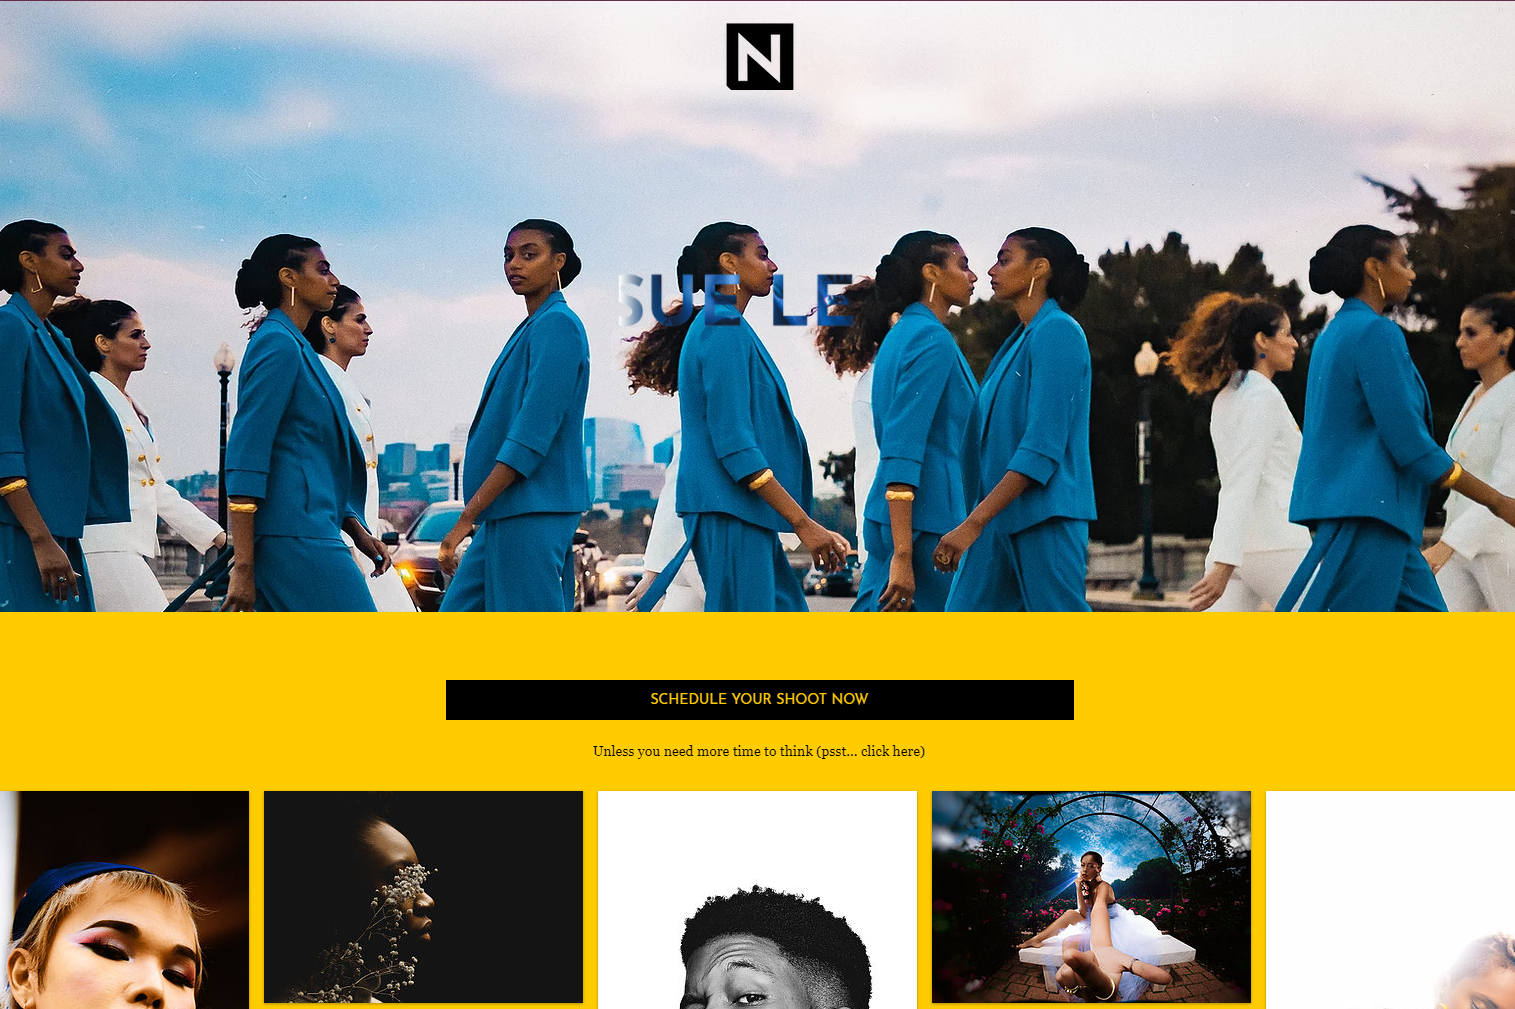 N
SUE LE
SCHEDULE YOUR SHOOT NOW
Unless you need more time to think (psst... click here)